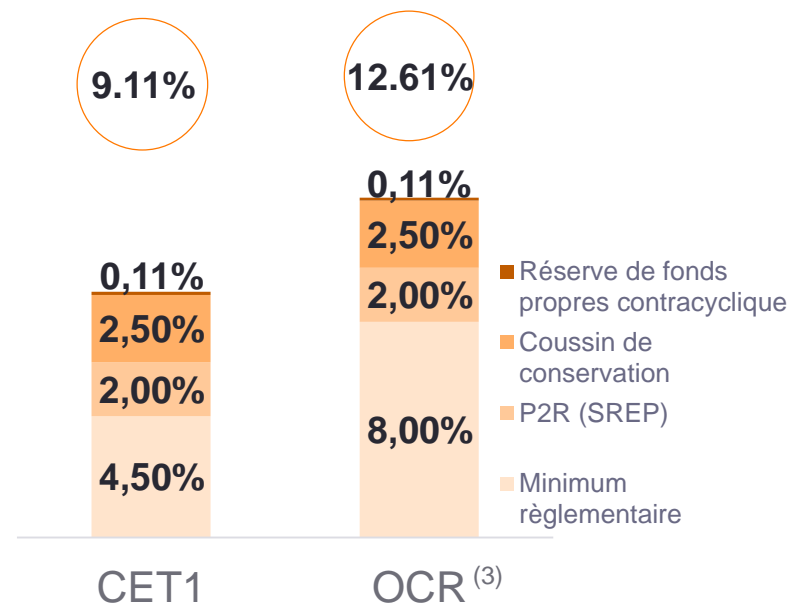 9.11%
12.61%
0,11%
2,50%
2,00%
4,50%
0,11%
2,50%
2,00%
8,00%
Réserve de fonds
propres contracyclique
Coussin de
conservation
P2R (SREP)
Minimum
règlementaire
CET1
OCR (3)